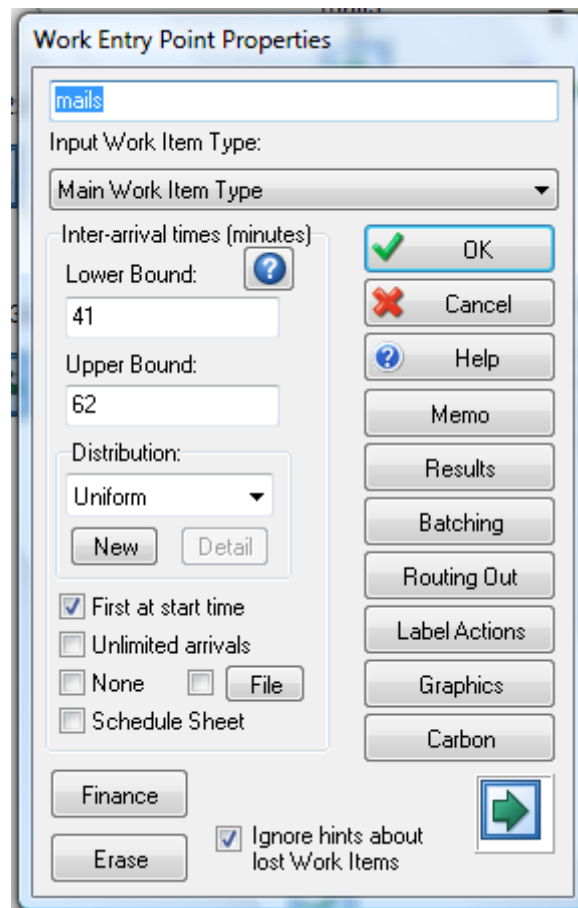 Work Entry Point Properties
mails
Input Work Item Type:
Main Work Item Type
Inter-arrival times (minutes)
Lower Bound:
41
Upper Bound:
62
Distribution:
Uniform
New
Detail
First at start time
Unlimited arrivals
None
File
Schedule Sheet
OK
Cancel
Help
Memo
Results
Batching
Routing Out
Label Actions
Graphics
Carbon
Finance
Erase
Ignore hints about
lost Work Items